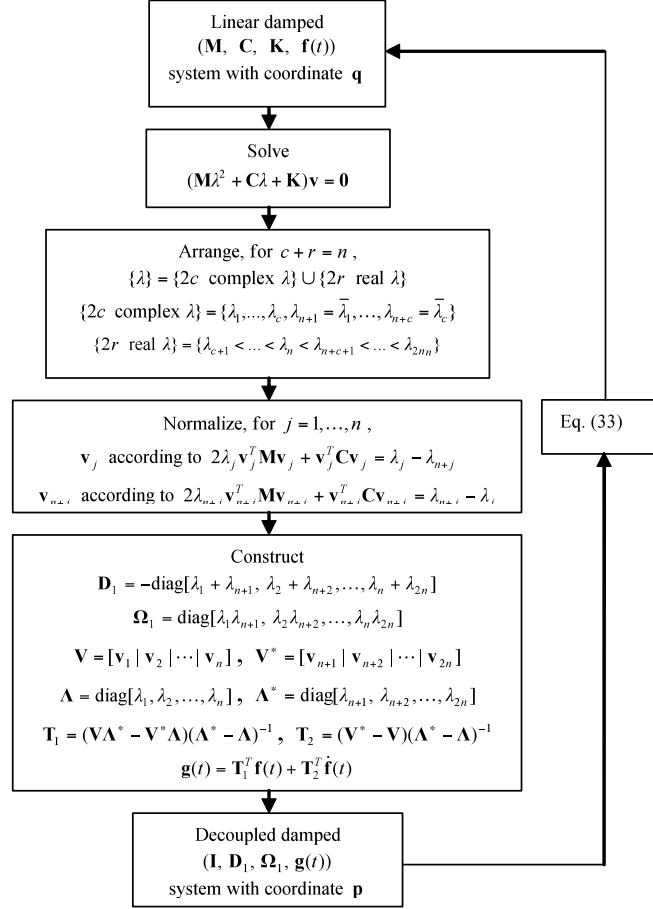 Linear damped
(M, C, K, f(t))
system with coordinate q
Solve
(Mλ² + Cλ + K)v = 0
Arrange, for c + r = n ,
{λ} = {2c complex λ} ∪ {2r real λ}
{2c complex λ} = {λ₁,...,λ_c, λ_{n+1} = λ̄₁,…, λ_{n+c} = λ̄_c}
{2r real λ} = {λ_{c+1} < ... < λ_n < λ_{n+c+1} < ... < λ_{2n_n}}
Normalize, for j = 1,…,n ,
v_j according to 2λ_j v_j^T Mv_j + v_j^T Cv_j = λ_j − λ_{n+j}
v_{n+j} according to 2λ_{n+j} v_{n+j}^T Mv_{n+j} + v_{n+j}^T Cv_{n+j} = λ_{n+j} − λ_j
Eq. (33)
Construct
D₁ = −diag[λ₁ + λ_{n+1}, λ₂ + λ_{n+2},…, λ_n + λ_{2n}]
Ω₁ = diag[λ₁λ_{n+1}, λ₂λ_{n+2},…, λ_nλ_{2n}]
V = [v₁ | v₂ | ⋯ | v_n] , V* = [v_{n+1} | v_{n+2} | ⋯ | v_{2n}]
Λ = diag[λ₁, λ₂,…, λ_n] , Λ* = diag[λ_{n+1}, λ_{n+2},…, λ_{2n}]
T₁ = (VΛ* − V*Λ)(Λ* − Λ)⁻¹ , T₂ = (V* − V)(Λ* − Λ)⁻¹
g(t) = T₁^T f(t) + T₂^T ḟ(t)
Decoupled damped
(I, D₁, Ω₁, g(t))
system with coordinate p